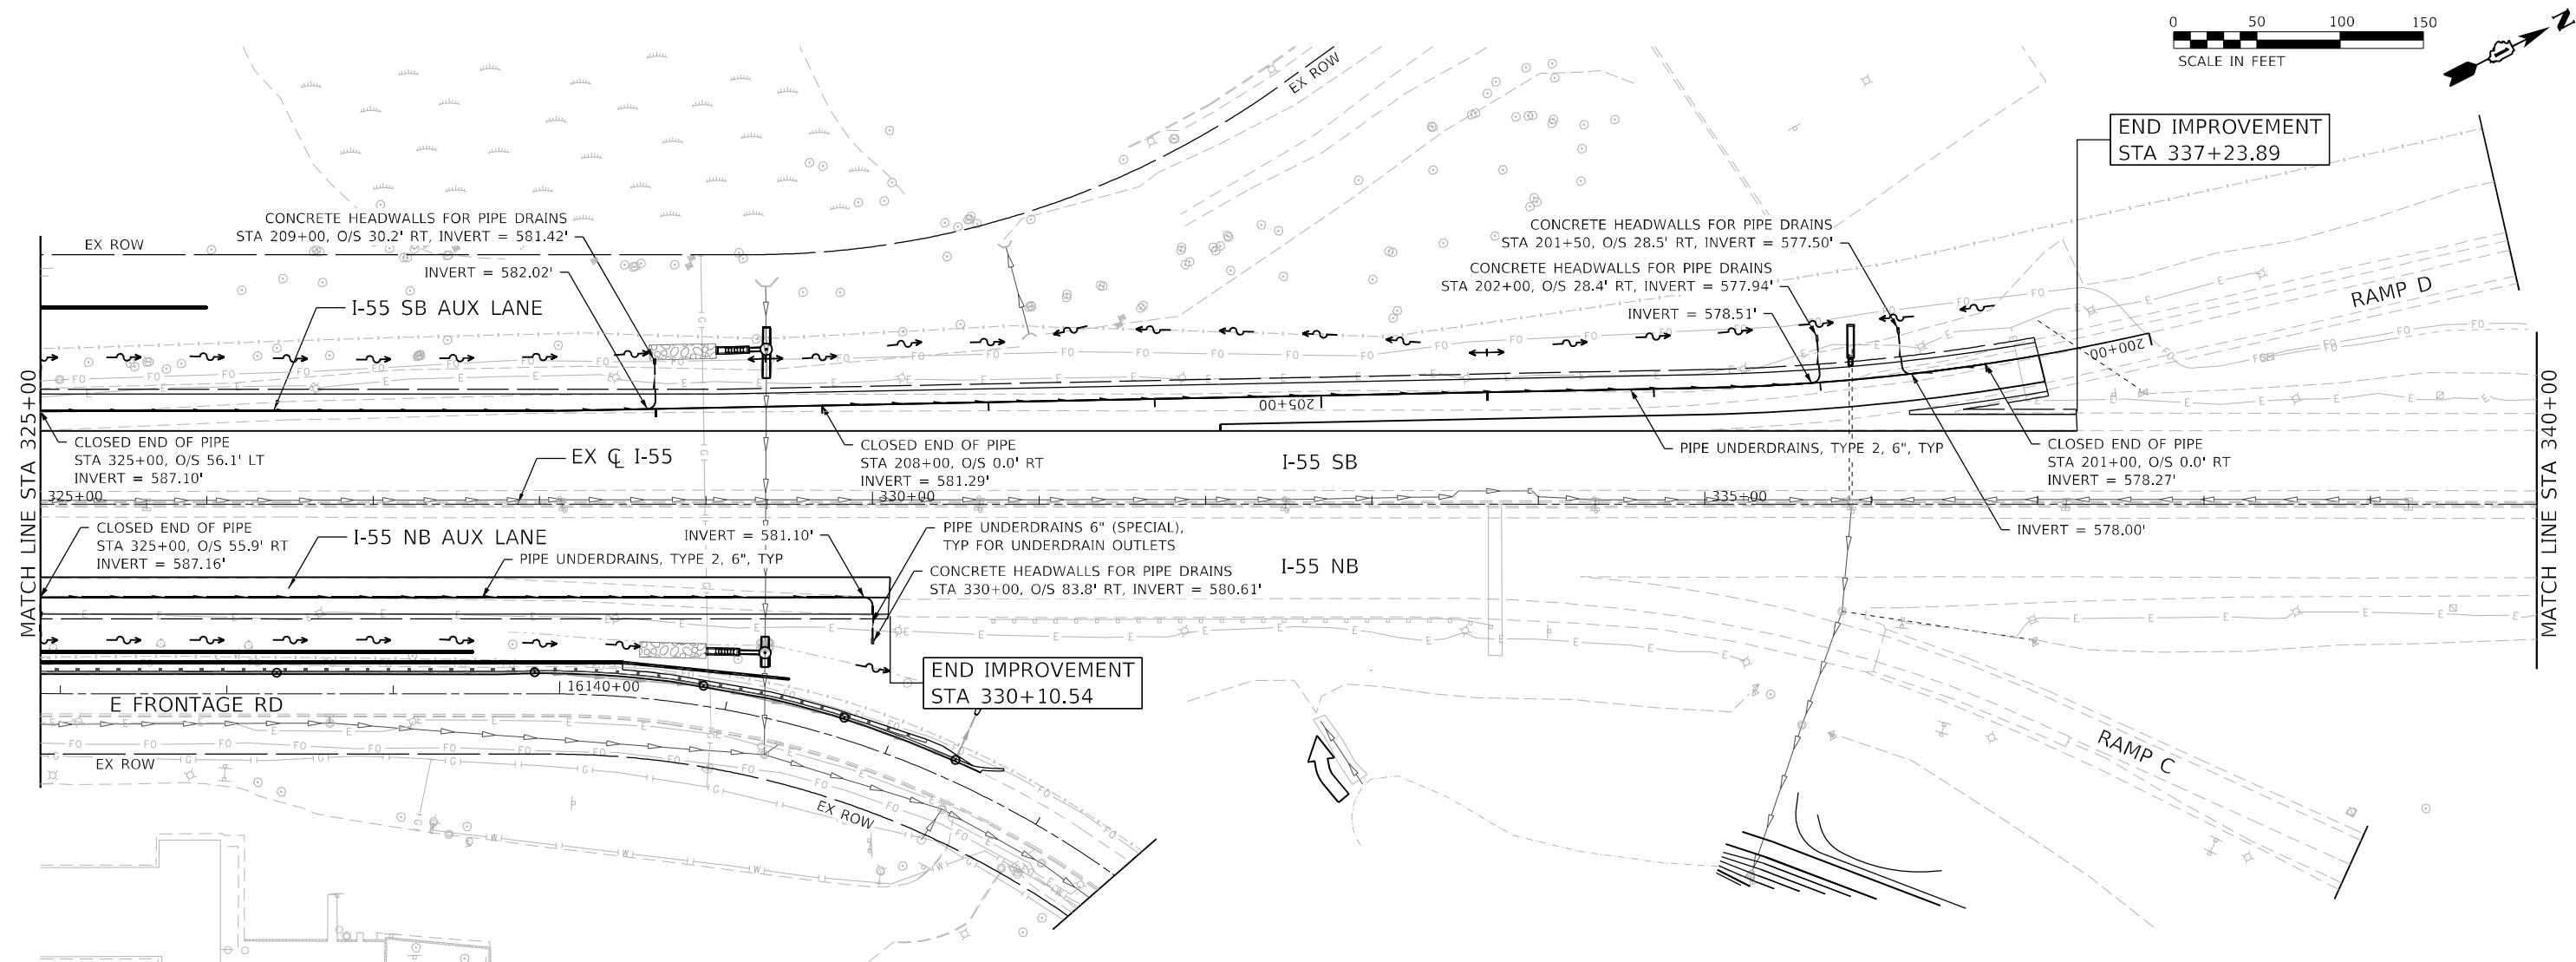 0 50 100 150
SCALE IN FEET
N
END IMPROVEMENT
STA 337+23.89
EX ROW
CONCRETE HEADWALLS FOR PIPE DRAINS
STA 209+00, O/S 30.2' RT, INVERT = 581.42'
INVERT = 582.02'
EX ROW
I-55 SB AUX LANE
CONCRETE HEADWALLS FOR PIPE DRAINS
STA 201+50, O/S 28.5' RT, INVERT = 577.50'
CONCRETE HEADWALLS FOR PIPE DRAINS
STA 202+00, O/S 28.4' RT, INVERT = 577.94'
INVERT = 578.51'
RAMP D
200+00
205+00
MATCH LINE STA 325+00
CLOSED END OF PIPE
STA 325+00, O/S 56.1' LT
INVERT = 587.10'
EX CL I-55
CLOSED END OF PIPE
STA 208+00, O/S 0.0' RT
INVERT = 581.29'
I-55 SB
PIPE UNDERDRAINS, TYPE 2, 6", TYP
CLOSED END OF PIPE
STA 201+00, O/S 0.0' RT
INVERT = 578.27'
MATCH LINE STA 340+00
325+00
330+00
335+00
CLOSED END OF PIPE
STA 325+00, O/S 55.9' RT
INVERT = 587.16'
I-55 NB AUX LANE
PIPE UNDERDRAINS, TYPE 2, 6", TYP
INVERT = 581.10'
PIPE UNDERDRAINS 6" (SPECIAL),
TYP FOR UNDERDRAIN OUTLETS
CONCRETE HEADWALLS FOR PIPE DRAINS
STA 330+00, O/S 83.8' RT, INVERT = 580.61'
I-55 NB
INVERT = 578.00'
END IMPROVEMENT
STA 330+10.54
16140+00
E FRONTAGE RD
EX ROW
EX ROW
RAMP C